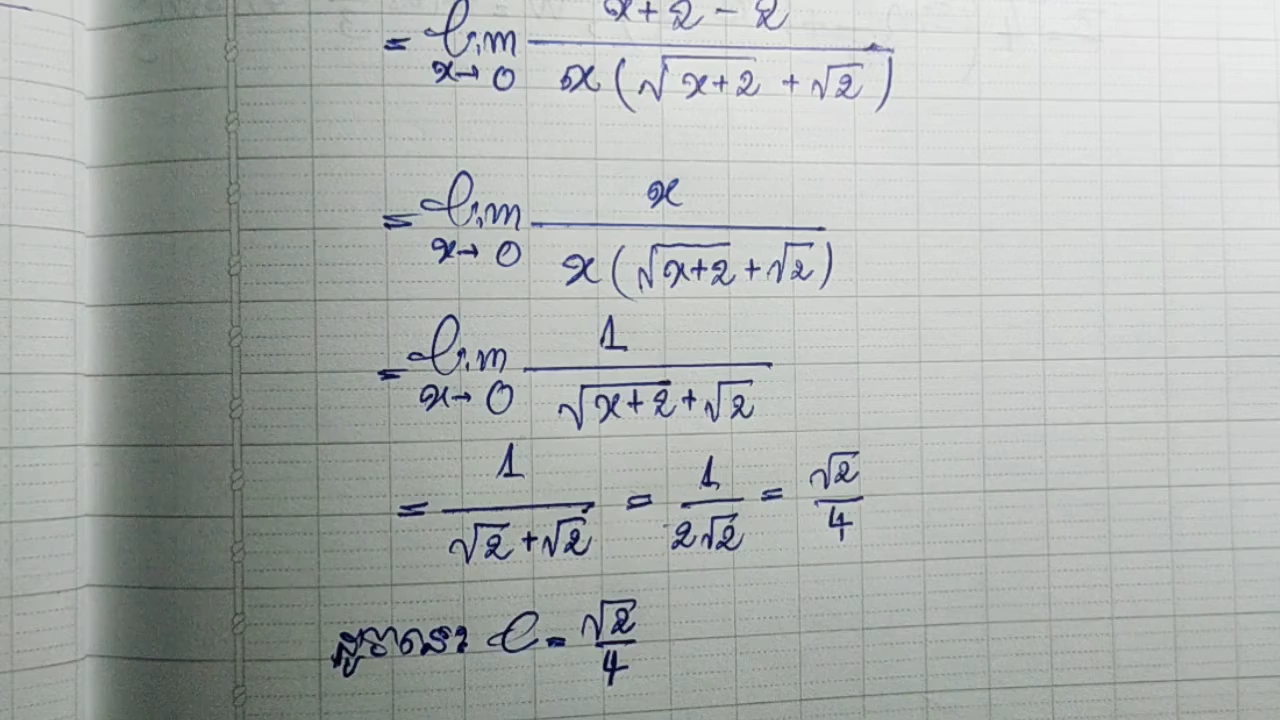 = lim x→0 (x+2-2)/(x(√(x+2) + √2))
= lim x→0 x/(x(√(x+2) + √2))
= lim x→0 1/(√(x+2) + √2)
= 1/(√2 + √2) = 1/(2√2) = √2/4
ដូចនេះ ℓ = √2/4